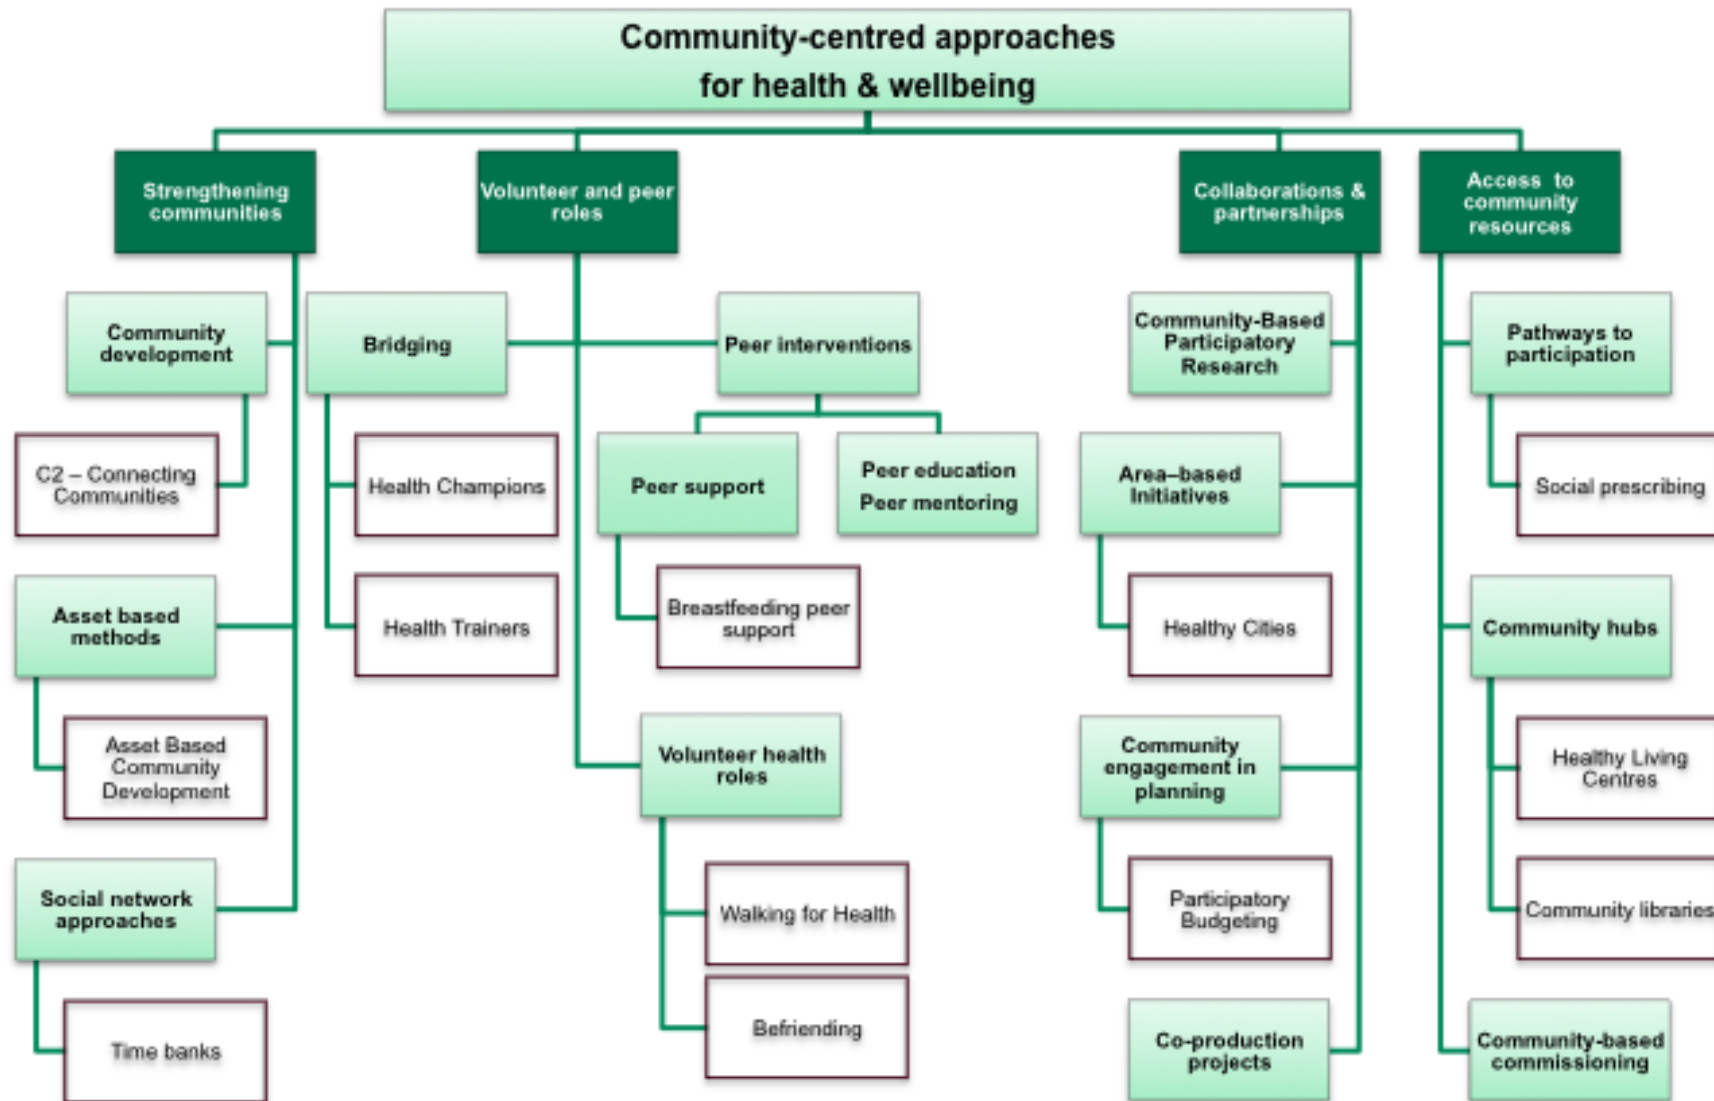 Community-centred approaches
for health & wellbeing
Strengthening
communities
Volunteer and peer
roles
Collaborations &
partnerships
Access to
community
resources
Community
development
Bridging
Peer interventions
Community-Based
Participatory
Research
Pathways to
participation
C2 – Connecting
Communities
Health Champions
Peer support
Peer education
Peer mentoring
Area–based
Initiatives
Social prescribing
Asset based
methods
Health Trainers
Breastfeeding peer
support
Healthy Cities
Community hubs
Asset Based
Community
Development
Volunteer health
roles
Community
engagement in
planning
Healthy Living
Centres
Social network
approaches
Walking for Health
Participatory
Budgeting
Community libraries
Time banks
Befriending
Co-production
projects
Community-based
commissioning